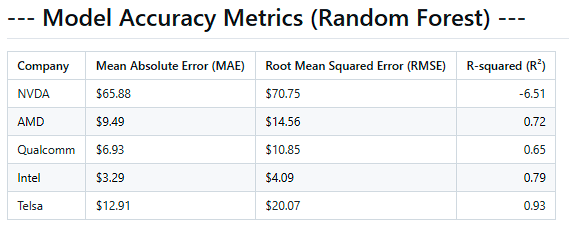 --- Model Accuracy Metrics (Random Forest) ---
Company Mean Absolute Error (MAE) Root Mean Squared Error (RMSE) R-squared (R²)
NVDA $65.88 $70.75 -6.51
AMD $9.49 $14.56 0.72
Qualcomm $6.93 $10.85 0.65
Intel $3.29 $4.09 0.79
Telsa $12.91 $20.07 0.93